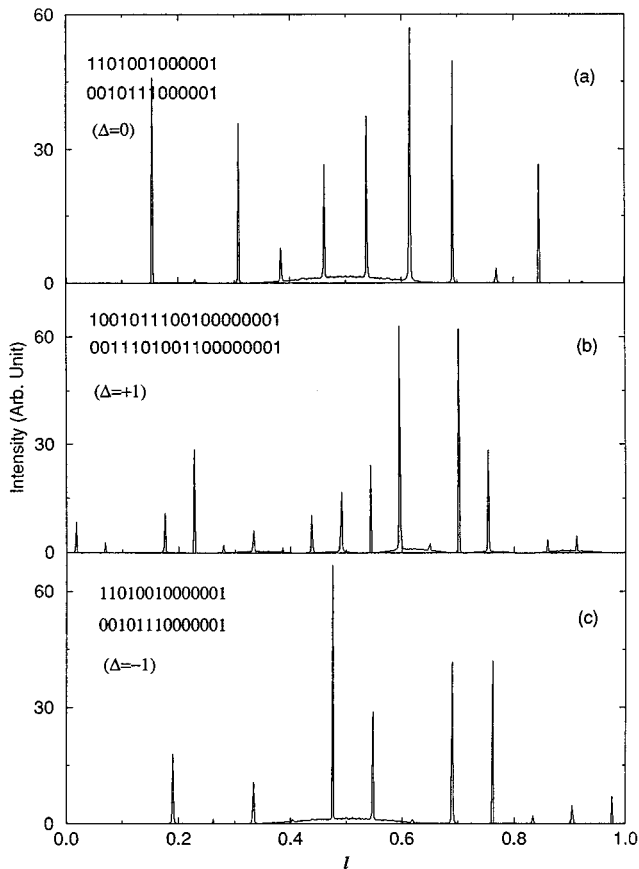 60
1101001000001
(a)
0010111000001
(Δ=0)
30
0
60
1001011100100000001
0011101001100000001
(b)
(Δ=+1)
30
0
Intensity (Arb. Unit)
60
11010010000001
00101110000001
(c)
(Δ=−1)
30
0
0.0 0.2 0.4 0.6 0.8 1.0
l